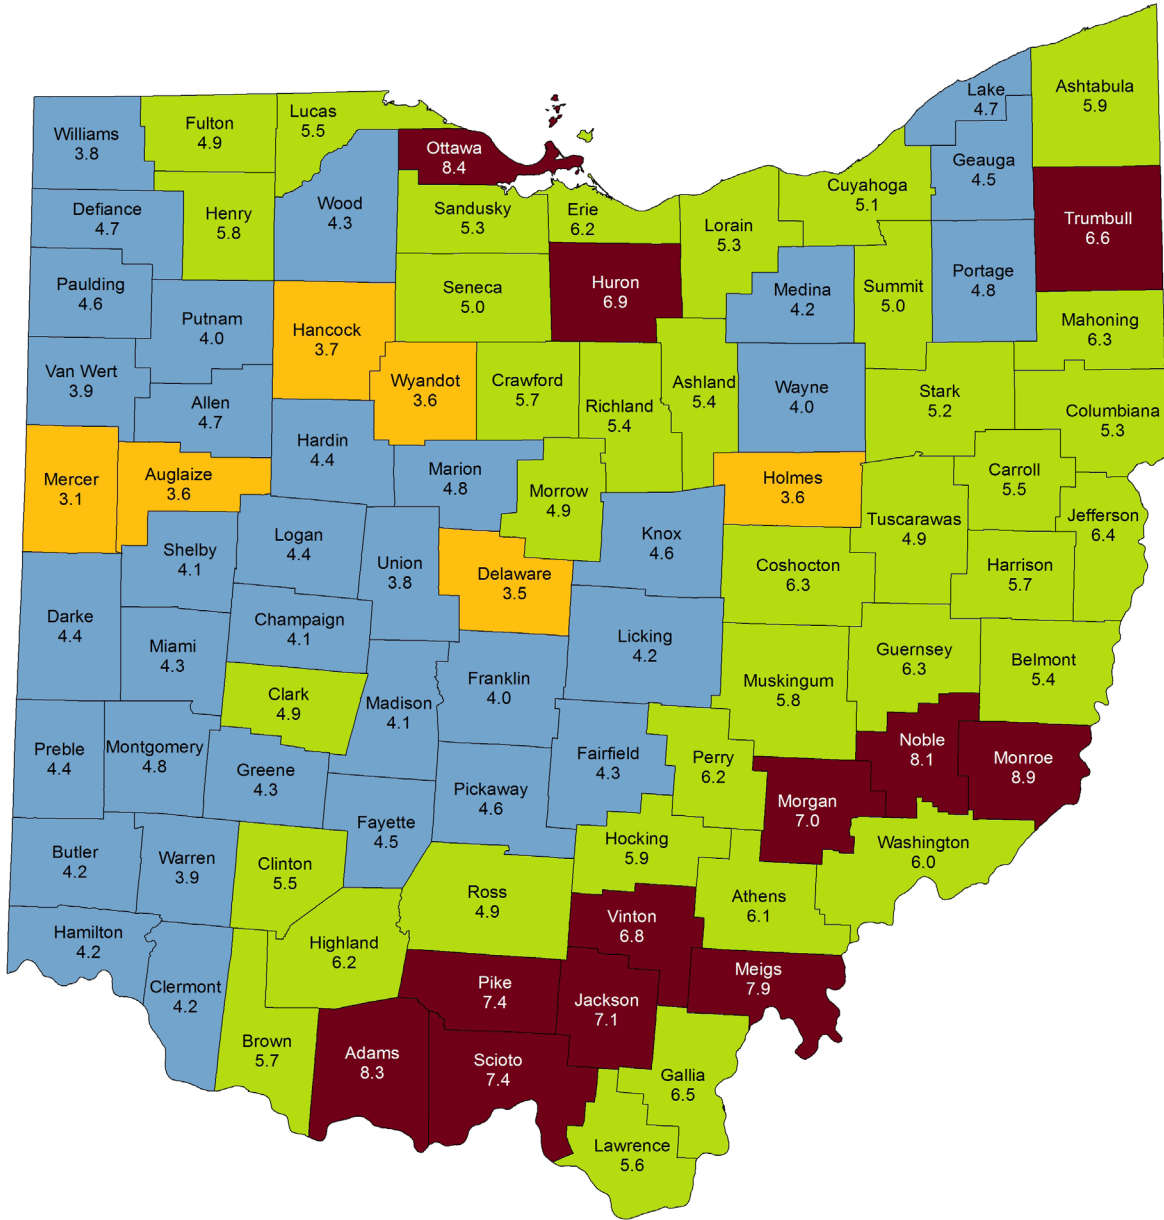 Lake
4.7
Ashtabula
5.9
Williams
3.8
Fulton
4.9
Lucas
5.5
Ottawa
8.4
Geauga
4.5
Cuyahoga
5.1
Defiance
4.7
Henry
5.8
Wood
4.3
Sandusky
5.3
Erie
6.2
Lorain
5.3
Trumbull
6.6
Paulding
4.6
Putnam
4.0
Hancock
3.7
Seneca
5.0
Huron
6.9
Medina
4.2
Summit
5.0
Portage
4.8
Mahoning
6.3
Van Wert
3.9
Allen
4.7
Wyandot
3.6
Crawford
5.7
Richland
5.4
Ashland
5.4
Wayne
4.0
Stark
5.2
Columbiana
5.3
Mercer
3.1
Auglaize
3.6
Hardin
4.4
Marion
4.8
Morrow
4.9
Holmes
3.6
Carroll
5.5
Tuscarawas
4.9
Jefferson
6.4
Shelby
4.1
Logan
4.4
Union
3.8
Delaware
3.5
Knox
4.6
Coshocton
6.3
Harrison
5.7
Darke
4.4
Miami
4.3
Champaign
4.1
Licking
4.2
Guernsey
6.3
Belmont
5.4
Clark
4.9
Madison
4.1
Franklin
4.0
Muskingum
5.8
Preble
4.4
Montgomery
4.8
Greene
4.3
Fairfield
4.3
Perry
6.2
Noble
8.1
Monroe
8.9
Pickaway
4.6
Morgan
7.0
Fayette
4.5
Hocking
5.9
Washington
6.0
Butler
4.2
Warren
3.9
Clinton
5.5
Ross
4.9
Athens
6.1
Vinton
6.8
Hamilton
4.2
Highland
6.2
Clermont
4.2
Pike
7.4
Jackson
7.1
Meigs
7.9
Brown
5.7
Adams
8.3
Scioto
7.4
Gallia
6.5
Lawrence
5.6